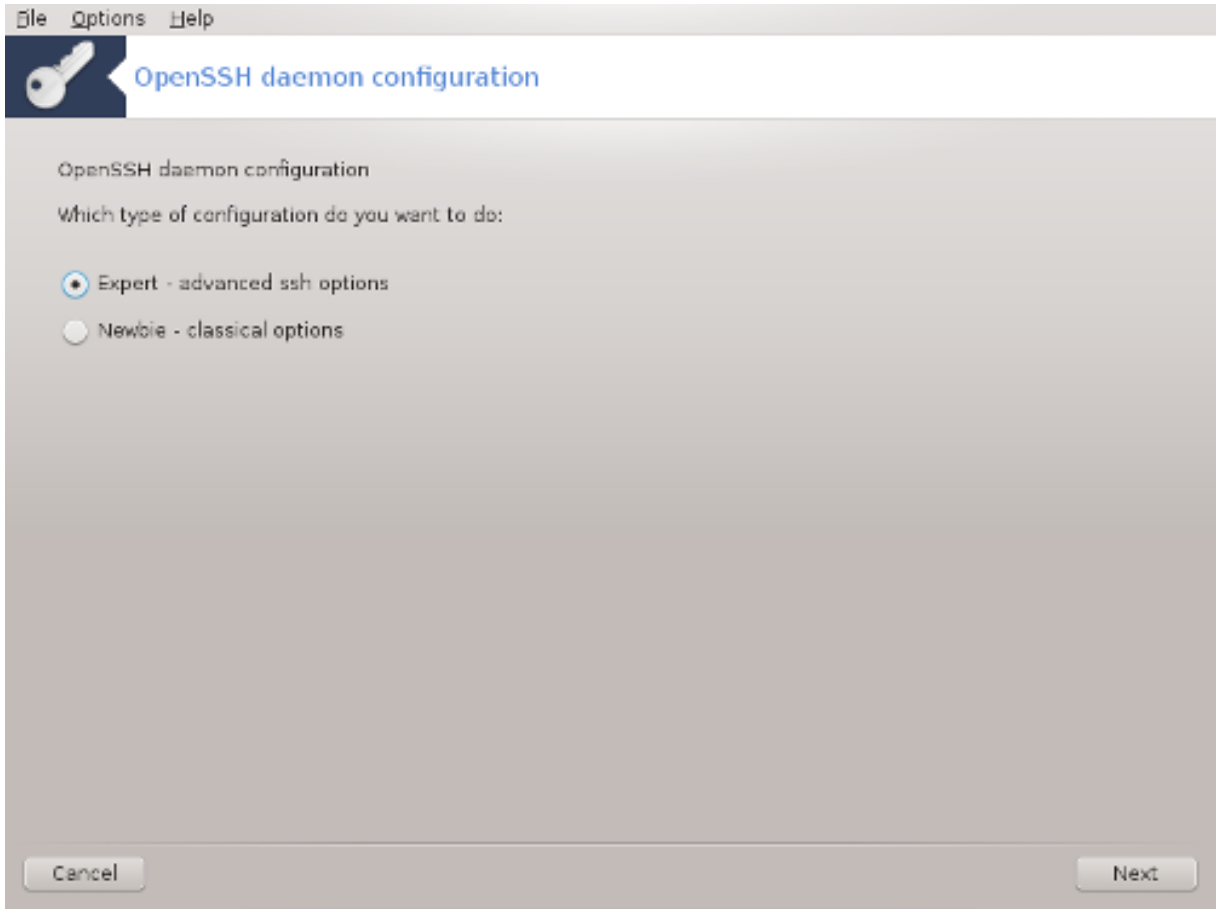 File Options Help
OpenSSH daemon configuration
OpenSSH daemon configuration
Which type of configuration do you want to do:
Expert - advanced ssh options
Newbie - classical options
Cancel Next